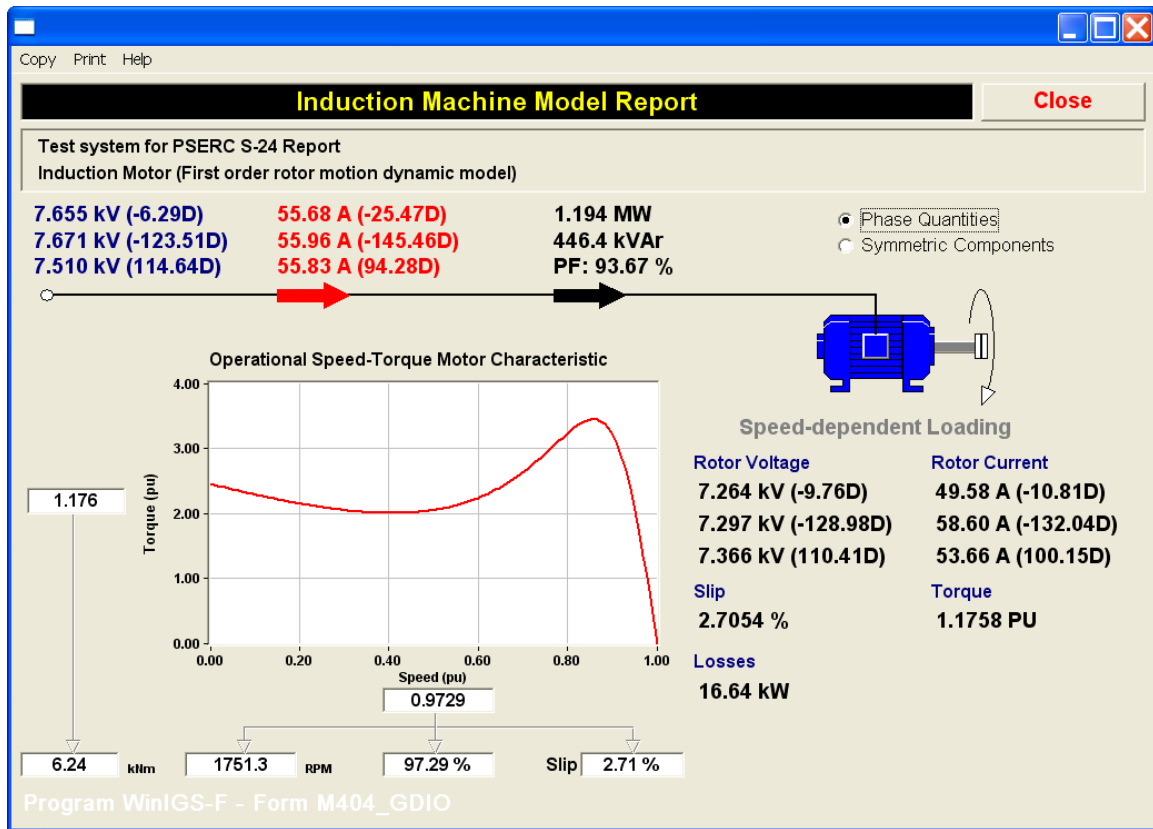 Copy Print Help
Induction Machine Model Report
Close
Test system for PSERC S-24 Report
Induction Motor (First order rotor motion dynamic model)
7.655 kV (-6.29D) 55.68 A (-25.47D) 1.194 MW
7.671 kV (-123.51D) 55.96 A (-145.46D) 446.4 kVAr
7.510 kV (114.64D) 55.83 A (94.28D) PF: 93.67 %
Phase Quantities
Symmetric Components
Operational Speed-Torque Motor Characteristic
4.00
3.00
2.00
1.00
0.00
Torque (pu)
0.00 0.20 0.40 0.60 0.80 1.00
Speed (pu)
1.176
0.9729
6.24 kNm 1751.3 RPM 97.29 % Slip 2.71 %
Speed-dependent Loading
Rotor Voltage Rotor Current
7.264 kV (-9.76D) 49.58 A (-10.81D)
7.297 kV (-128.98D) 58.60 A (-132.04D)
7.366 kV (110.41D) 53.66 A (100.15D)
Slip Torque
2.7054 % 1.1758 PU
Losses
16.64 kW
Program WinIGS-F - Form M404_GDIO